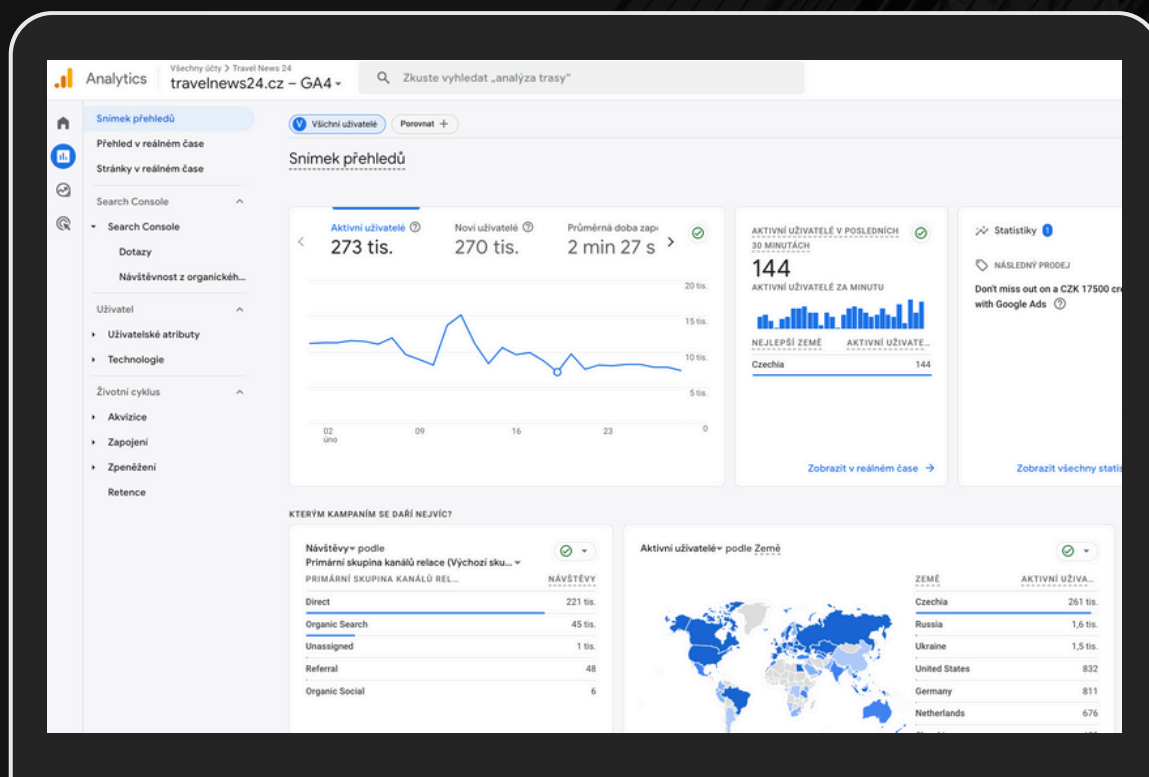 Všechny účty > Travel News 24
Analytics
travelnews24.cz – GA4
Zkuste vyhledat „analýza trasy"
Snímek přehledů
Přehled v reálném čase
Stránky v reálném čase
Search Console
Search Console
Dotazy
Návštěvnost z organickéh...
Uživatel
Uživatelské atributy
Technologie
Životní cyklus
Akvizice
Zapojení
Zpeněžení
Retence
V Všichni uživatelé
Porovnat +
Snímek přehledů
Aktivní uživatelé
273 tis.
Noví uživatelé
270 tis.
Průměrná doba zapo
2 min 27 s
20 tis.
15 tis.
10 tis.
5 tis.
0
02
úno
09
16
23
AKTIVNÍ UŽIVATELÉ V POSLEDNÍCH
30 MINUTÁCH
144
AKTIVNÍ UŽIVATELÉ ZA MINUTU
NEJLEPŠÍ ZEMĚ AKTIVNÍ UŽIVATE...
Czechia 144
Zobrazit v reálném čase →
Statistiky 1
NÁSLEDNÝ PRODEJ
Don't miss out on a CZK 17500 cre
with Google Ads
Zobrazit všechny statis
KTERÝM KAMPANÍM SE DAŘÍ NEJVÍC?
Návštěvy podle
Primární skupina kanálů relace (Výchozí sku...
PRIMÁRNÍ SKUPINA KANÁLŮ REL... NÁVŠTĚVY
Direct 221 tis.
Organic Search 45 tis.
Unassigned 1 tis.
Referral 48
Organic Social 6
Aktivní uživatelé podle Země
ZEMĚ AKTIVNÍ UŽIVA...
Czechia 261 tis.
Russia 1,6 tis.
Ukraine 1,5 tis.
United States 832
Germany 811
Netherlands 676